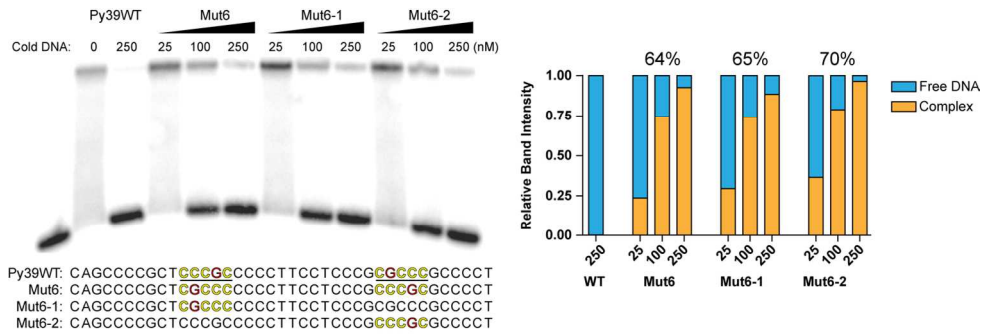 Py39WT Mut6 Mut6-1 Mut6-2
Cold DNA: 0 250 25 100 250 25 100 250 25 100 250 (nM)
Py39WT: CAGCCCCGCTCCCGCCCCCTTCCTCCCGCGCCCGCCCCT
Mut6: CAGCCCCGCTCGCCCCCCCTTCCTCCCGCCCGCGCCCCT
Mut6-1: CAGCCCCGCTCGCCCCCCCTTCCTCCCGCGCCCGCCCCT
Mut6-2: CAGCCCCGCTCCCGCCCCCTTCCTCCCGCCCGCGCCCCT
64% 65% 70%
Relative Band Intensity
1.00
0.75
0.50
0.25
0.00
250 25 100 250 25 100 250 25 100 250
WT Mut6 Mut6-1 Mut6-2
Free DNA
Complex